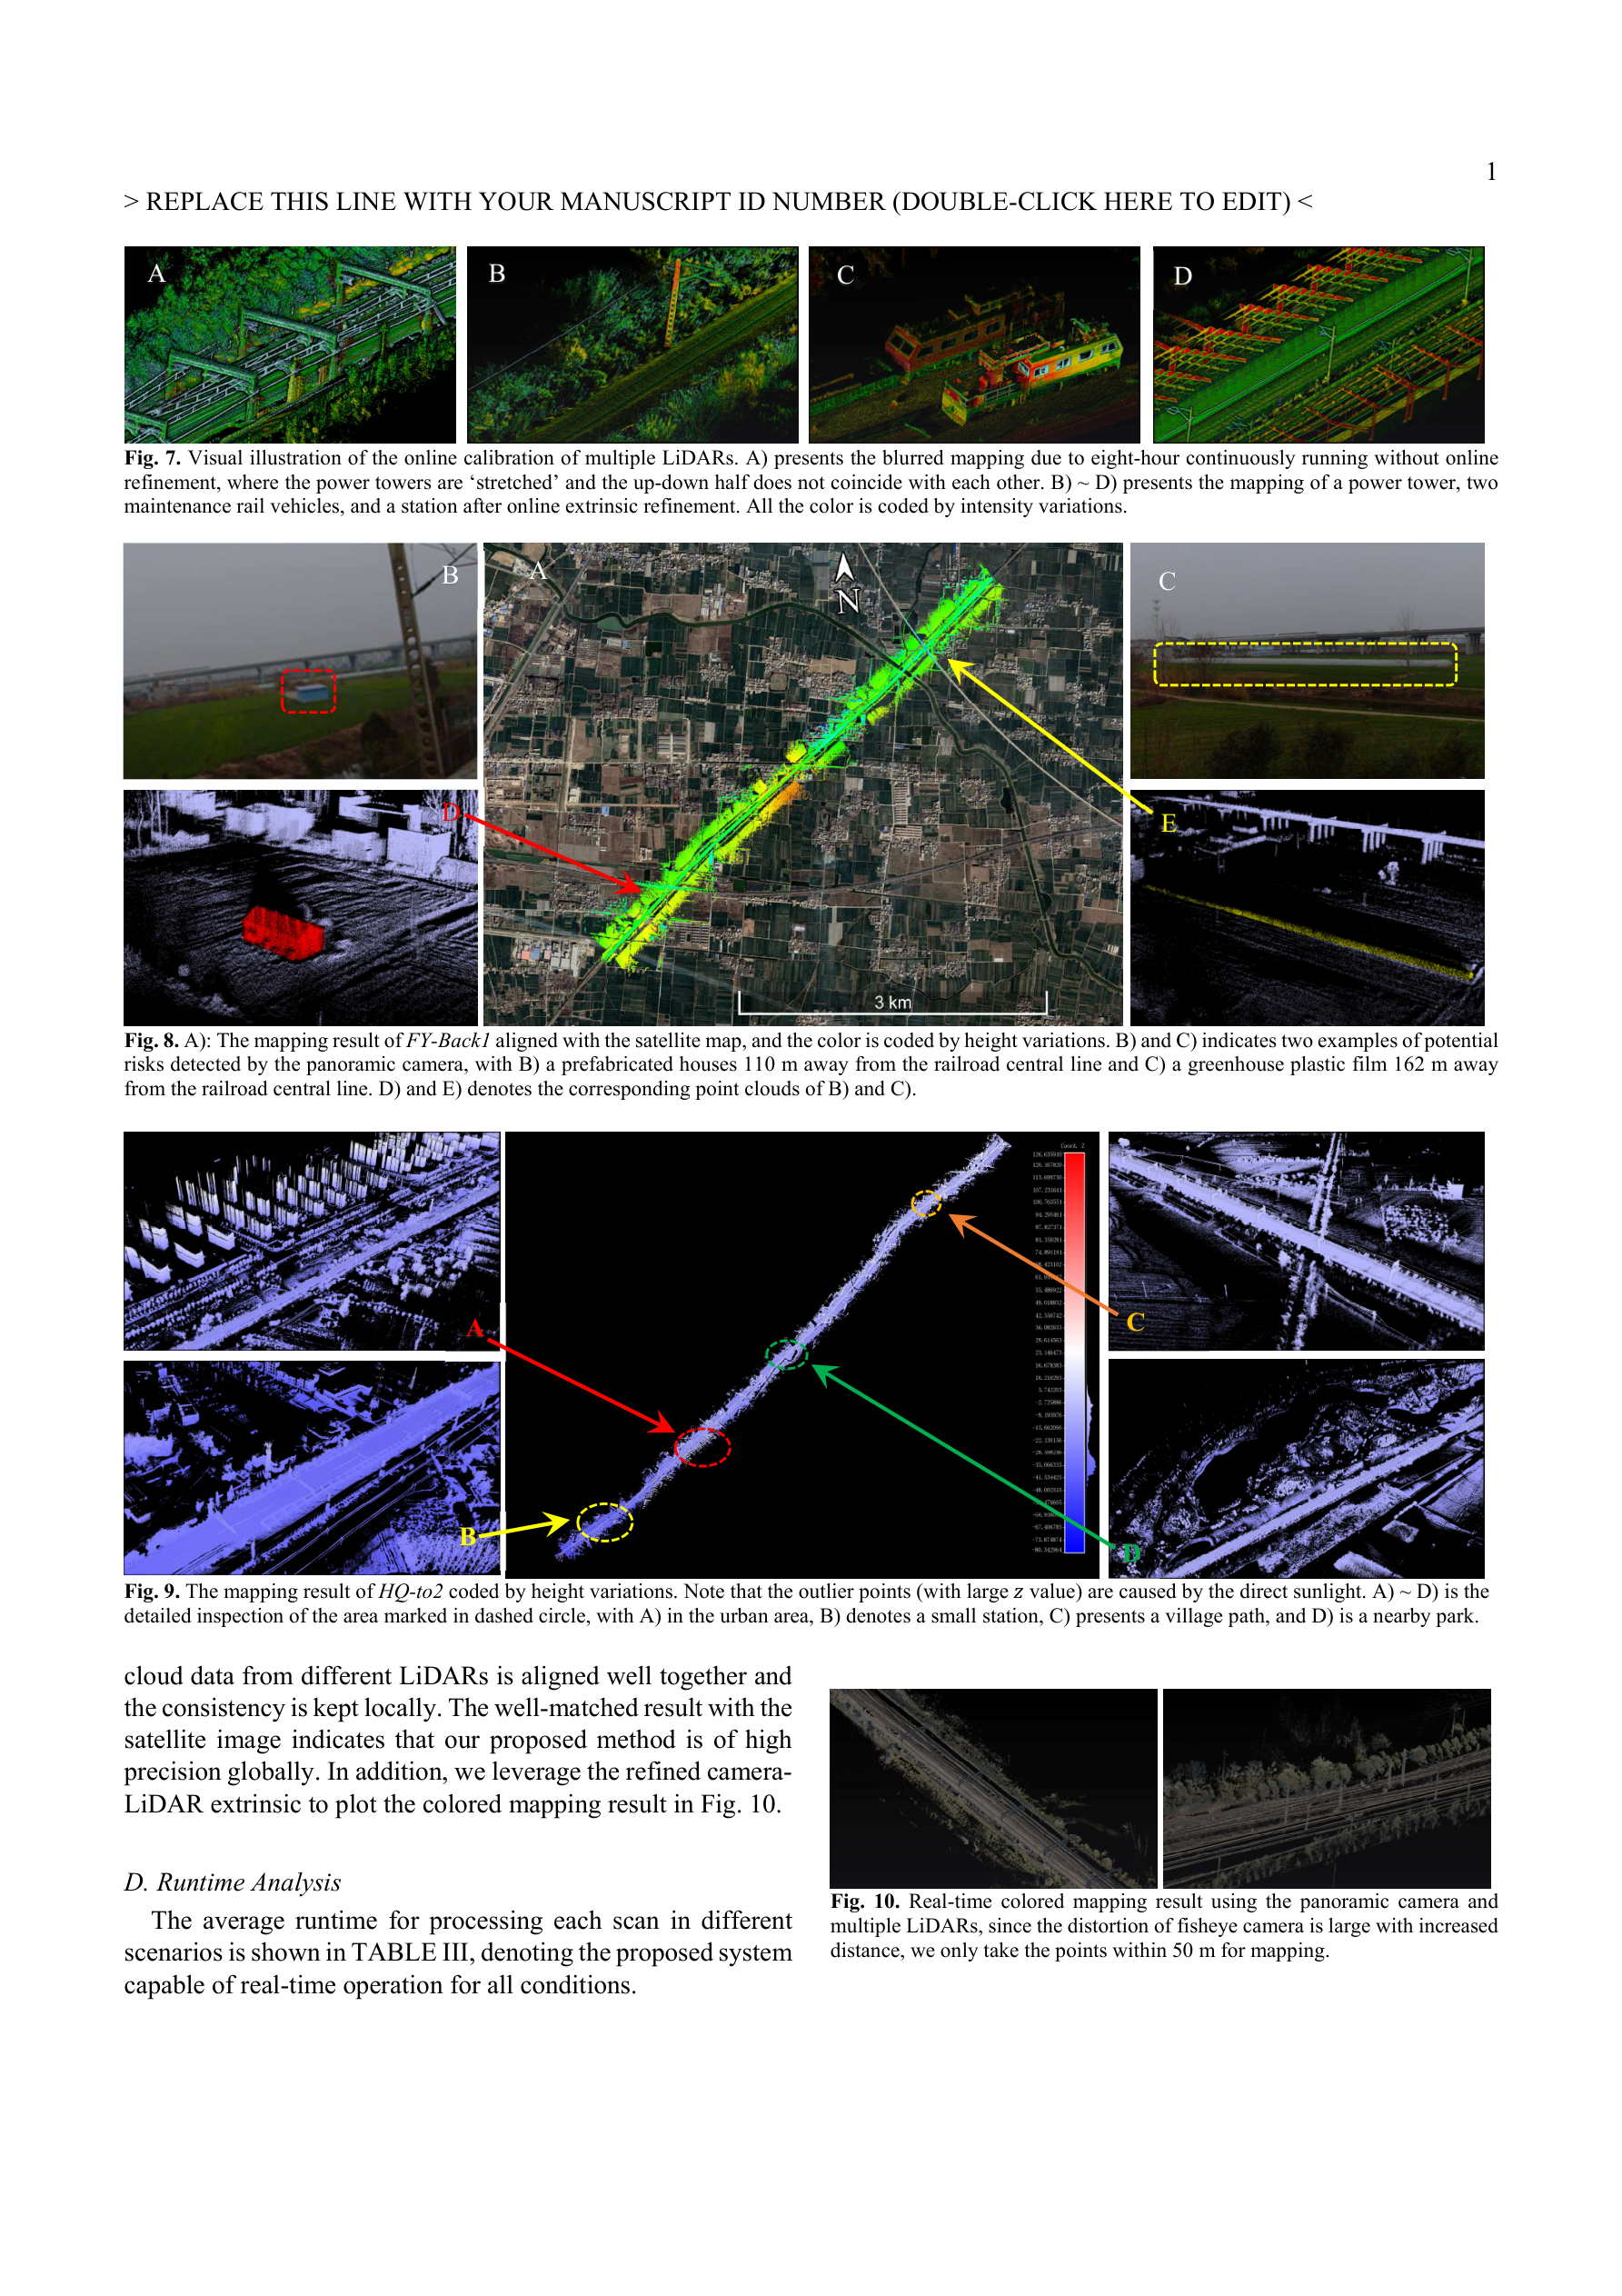 1
> REPLACE THIS LINE WITH YOUR MANUSCRIPT ID NUMBER (DOUBLE-CLICK HERE TO EDIT) <
A
B
C
D
Fig. 7. Visual illustration of the online calibration of multiple LiDARs. A) presents the blurred mapping due to eight-hour continuously running without online
refinement, where the power towers are ‘stretched’ and the up-down half does not coincide with each other. B) ~ D) presents the mapping of a power tower, two
maintenance rail vehicles, and a station after online extrinsic refinement. All the color is coded by intensity variations.
B
A
N
C
D
E
3 km
Fig. 8. A): The mapping result of FY-Back1 aligned with the satellite map, and the color is coded by height variations. B) and C) indicates two examples of potential
risks detected by the panoramic camera, with B) a prefabricated houses 110 m away from the railroad central line and C) a greenhouse plastic film 162 m away
from the railroad central line. D) and E) denotes the corresponding point clouds of B) and C).
Coord. Z
A
C
B
D
Fig. 9. The mapping result of HQ-to2 coded by height variations. Note that the outlier points (with large z value) are caused by the direct sunlight. A) ~ D) is the
detailed inspection of the area marked in dashed circle, with A) in the urban area, B) denotes a small station, C) presents a village path, and D) is a nearby park.
cloud data from different LiDARs is aligned well together and
the consistency is kept locally. The well-matched result with the
satellite image indicates that our proposed method is of high
precision globally. In addition, we leverage the refined camera-
LiDAR extrinsic to plot the colored mapping result in Fig. 10.
D. Runtime Analysis
The average runtime for processing each scan in different
scenarios is shown in TABLE III, denoting the proposed system
capable of real-time operation for all conditions.
Fig. 10. Real-time colored mapping result using the panoramic camera and
multiple LiDARs, since the distortion of fisheye camera is large with increased
distance, we only take the points within 50 m for mapping.